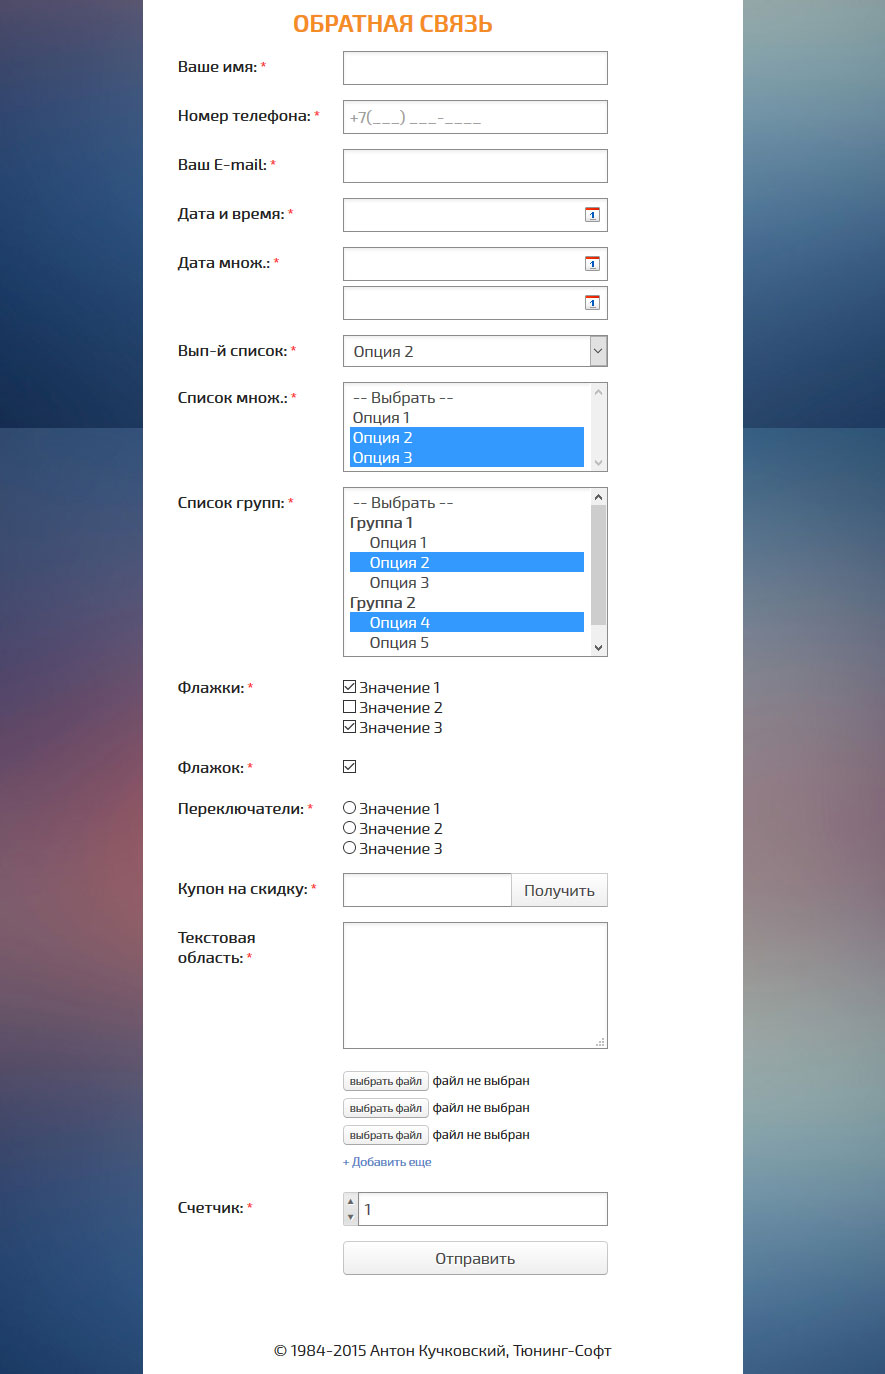 ОБРАТНАЯ СВЯЗЬ
Ваше имя: *
Номер телефона: * +7(___) ___-____
Ваш E-mail: *
Дата и время: * 1
Дата множ.: * 1
1
Вып-й список: * Опция 2
Список множ.: * -- Выбрать --
Опция 1
Опция 2
Опция 3
Список групп: * -- Выбрать --
Группа 1
Опция 1
Опция 2
Опция 3
Группа 2
Опция 4
Опция 5
Флажки: * Значение 1
Значение 2
Значение 3
Флажок: *
Переключатели: * Значение 1
Значение 2
Значение 3
Купон на скидку: * Получить
Текстовая
область: *
выбрать файл файл не выбран
выбрать файл файл не выбран
выбрать файл файл не выбран
+ Добавить еще
Счетчик: * 1
Отправить
© 1984-2015 Антон Кучковский, Тюнинг-Софт